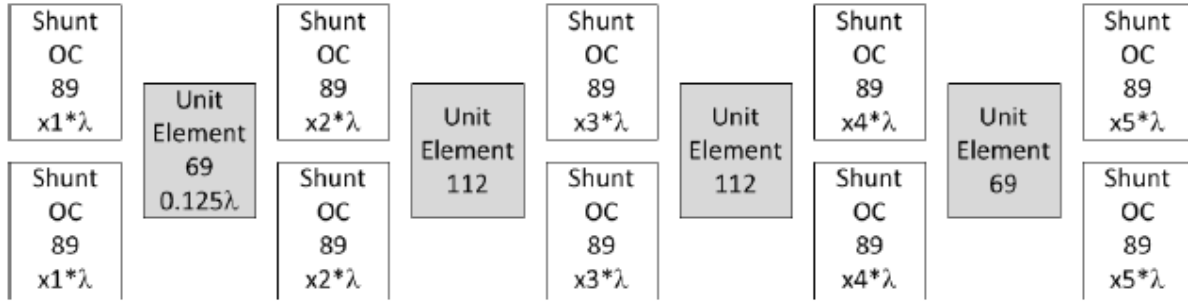 Shunt
OC
89
x1*λ
Shunt
OC
89
x2*λ
Shunt
OC
89
x3*λ
Shunt
OC
89
x4*λ
Shunt
OC
89
x5*λ
Unit
Element
69
0.125λ
Unit
Element
112
Unit
Element
112
Unit
Element
69
Shunt
OC
89
x1*λ
Shunt
OC
89
x2*λ
Shunt
OC
89
x3*λ
Shunt
OC
89
x4*λ
Shunt
OC
89
x5*λ